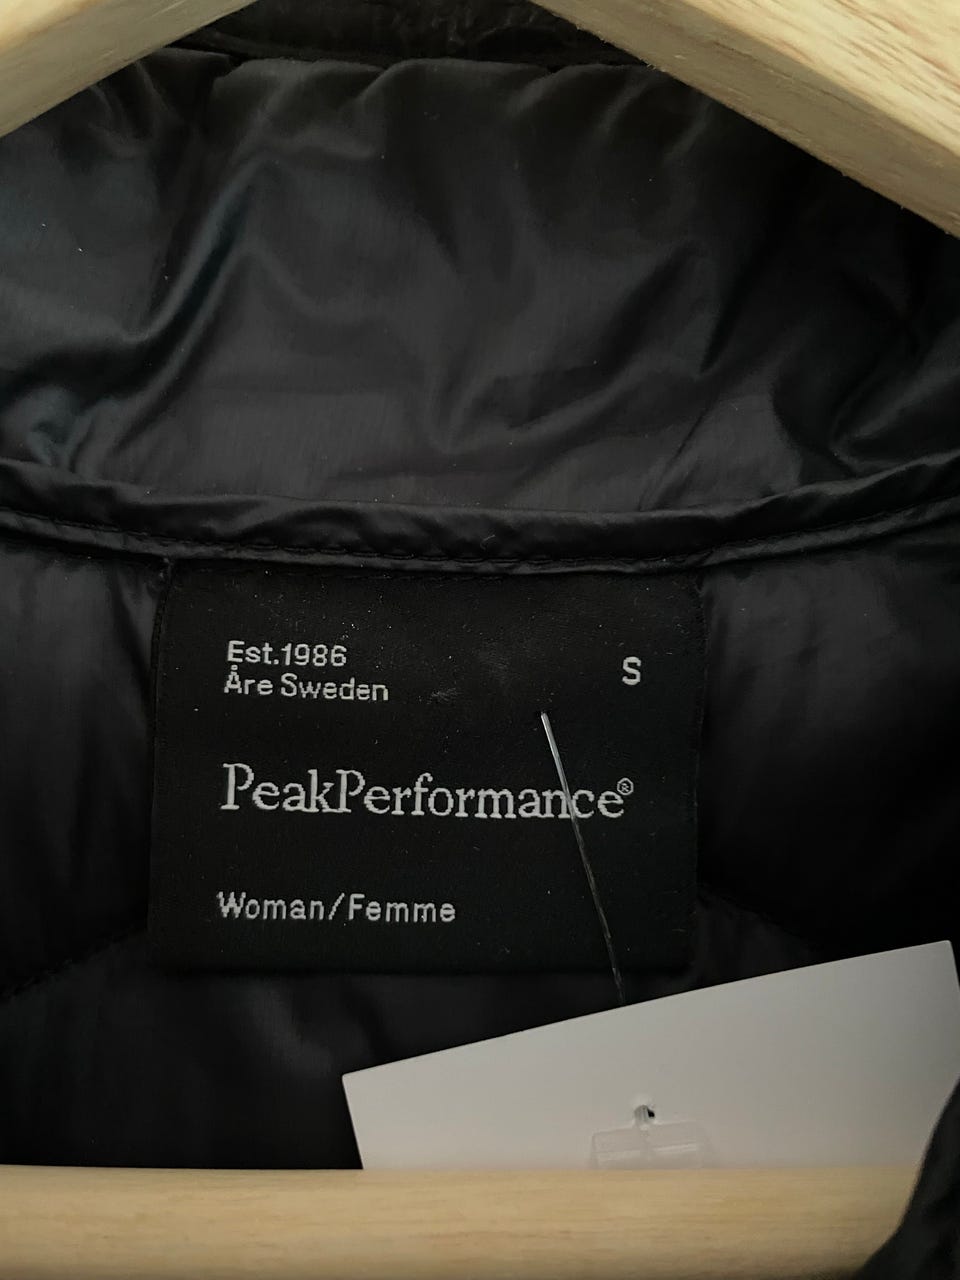 Est.1986
Åre Sweden
S
PeakPerformance®
Woman/Femme